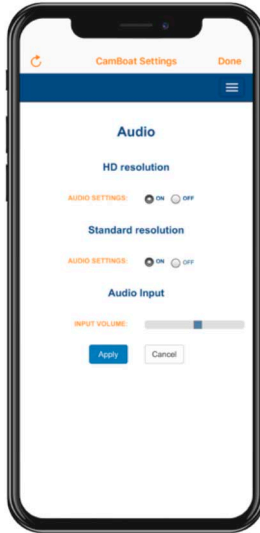 CamBoat Settings Done
Audio
HD resolution
AUDIO SETTINGS: ON OFF
Standard resolution
AUDIO SETTINGS: ON OFF
Audio Input
INPUT VOLUME:
Apply Cancel